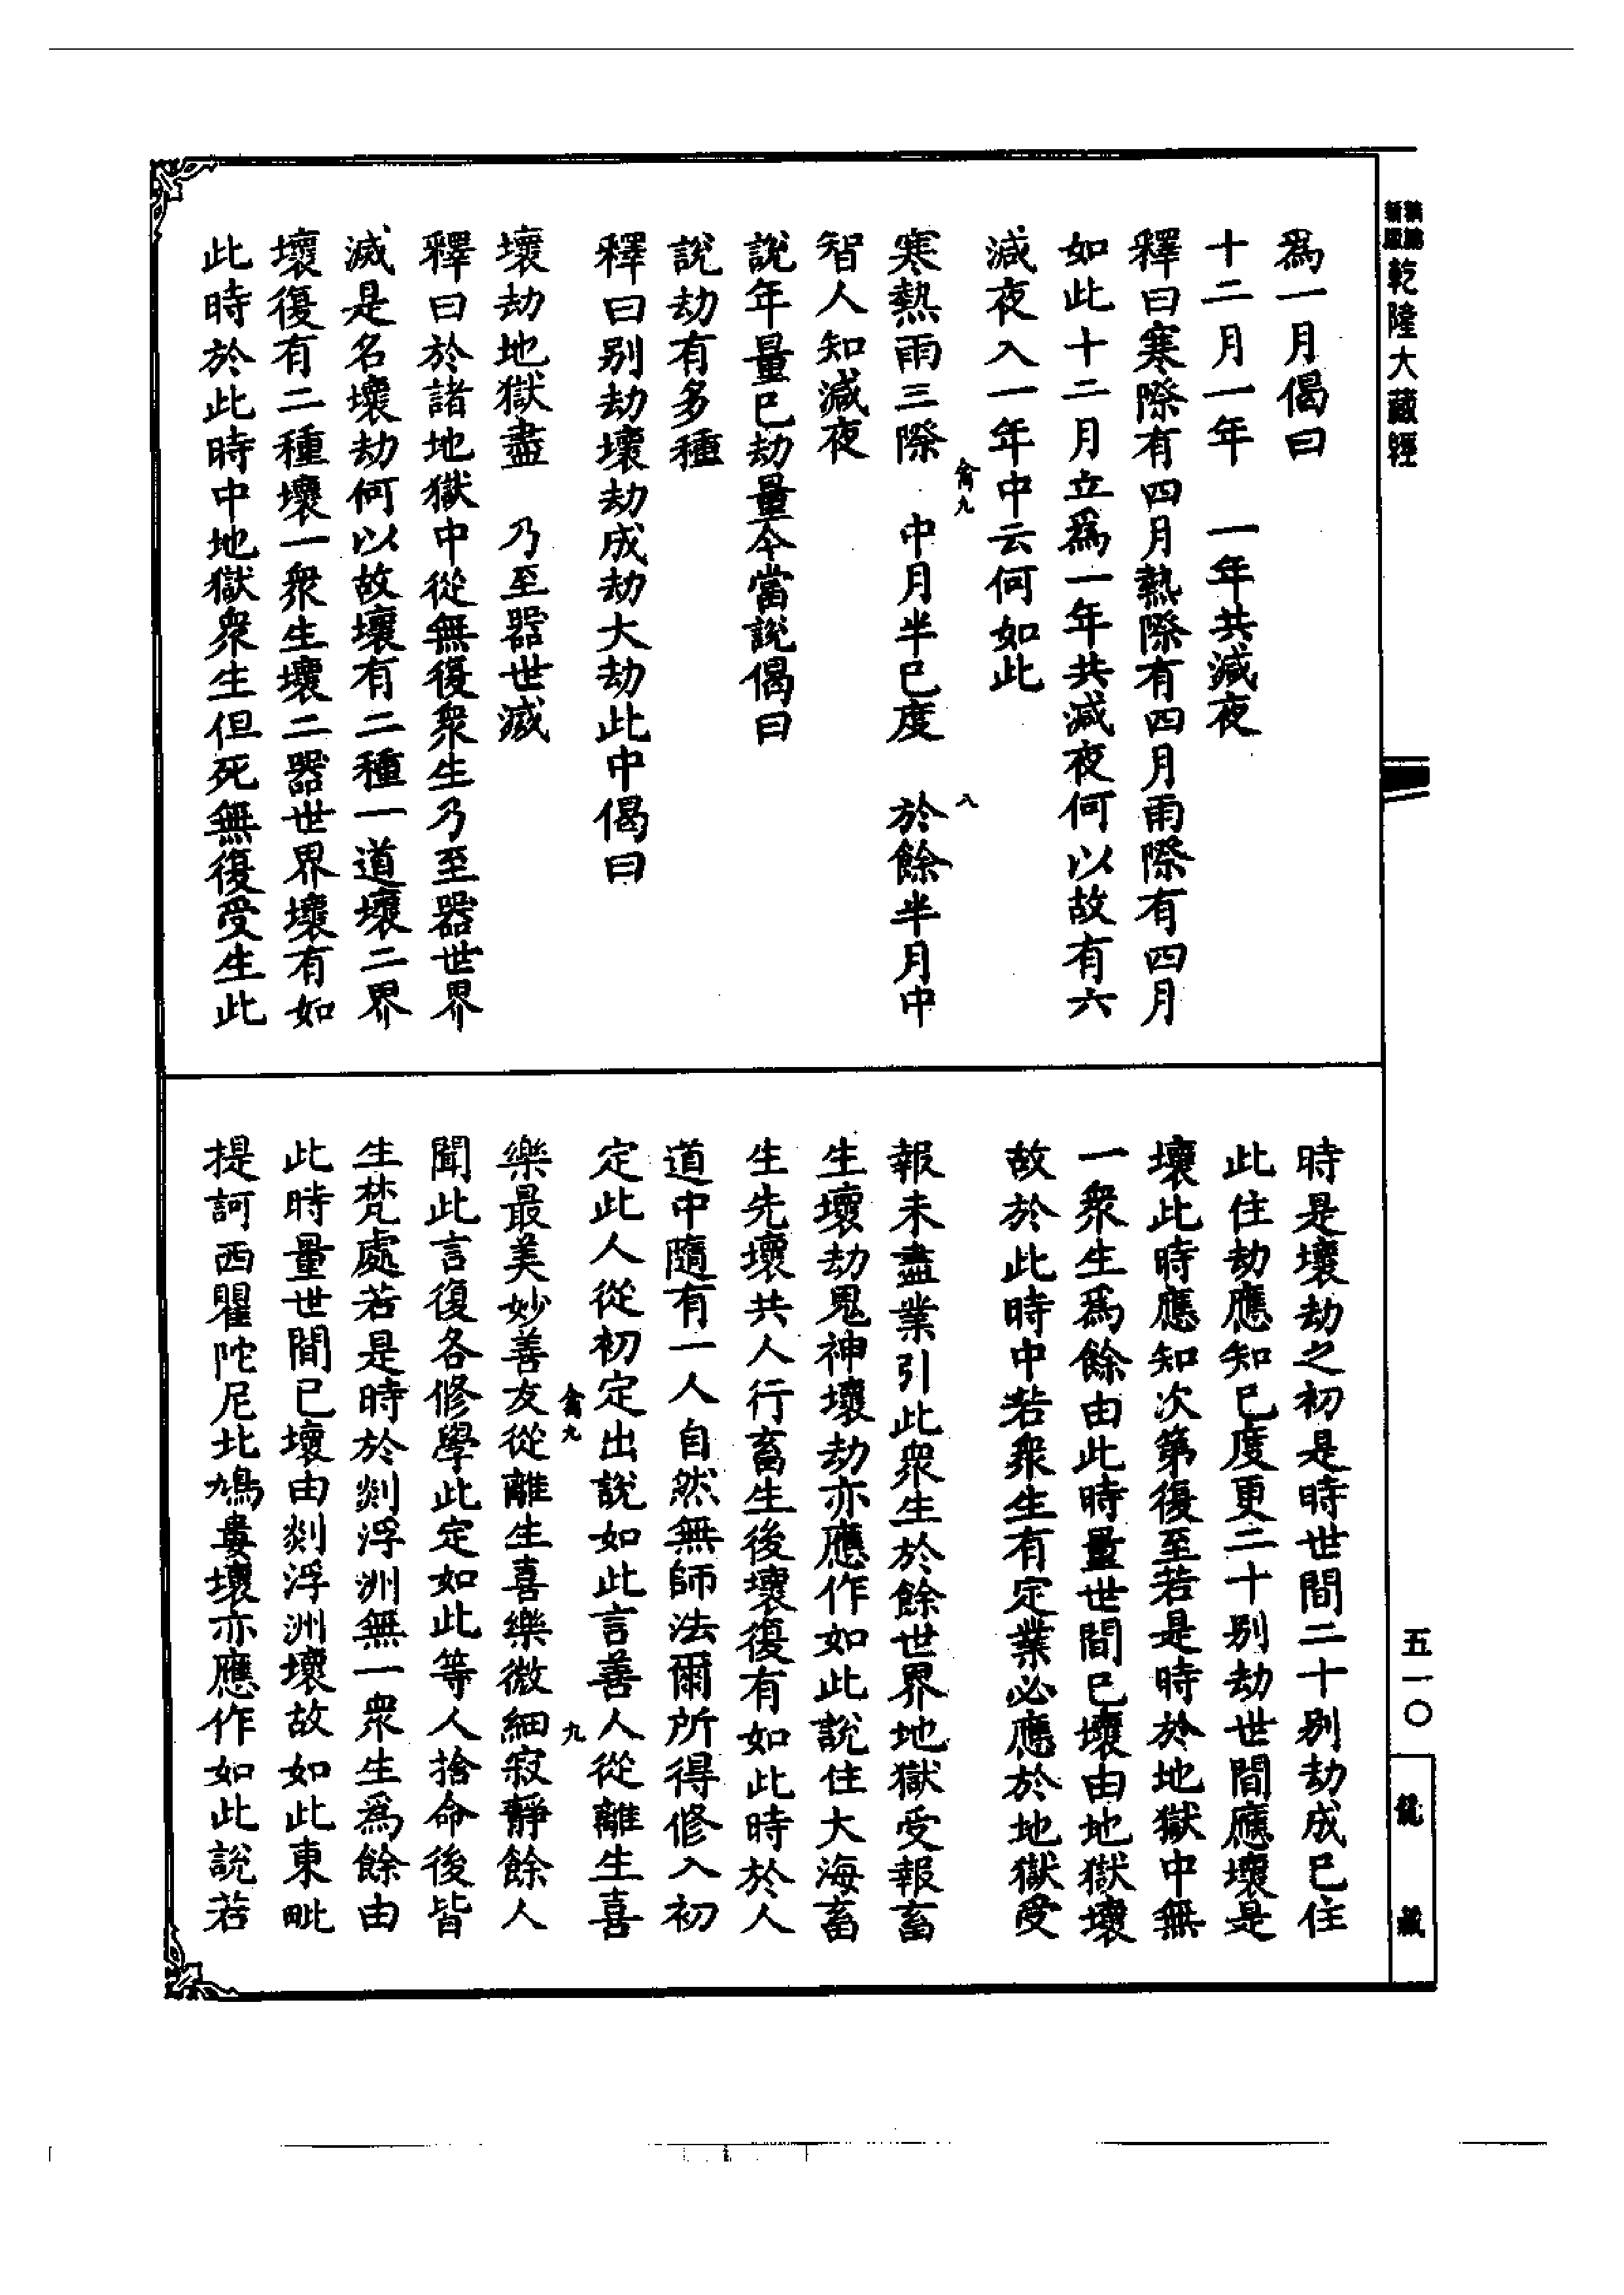 乾隆大藏經
為一月偈曰
十二月一年　一年共減夜
釋曰寒際有四月熱際有四月雨際有四月
如此十二月立為一年共減夜何以故有六
減夜入一年中云何如此
禽九　八
寒熱雨三際　中月半已度　於餘半月中
智人知減夜
說年量已劫量今當說偈曰
說劫有多種
釋曰別劫壞劫成劫大劫此中偈曰
壞劫地獄盡　乃至器世滅
釋曰於諸地獄中從無復眾生乃至器世界
滅是名壞劫何以故壞有二種一道壞二界
壞復有二種壞一眾生壞二器世界壞有如
此時於此時中地獄眾生但死無復受生此
時是壞劫之初是時世間二十別劫成已住
此住劫應知已度更二十別劫世間應壞是
壞此時應知次第復至若是時於地獄中無
一眾生為餘由此時量世間已壞由地獄壞
故於此時中若眾生有定業必應於地獄受
報未盡業引此眾生於餘世界地獄受報畜
生壞劫鬼神壞劫亦應作如此說住大海畜
生先壞共人行畜生後壞復有如此時於人
道中隨有一人自然無師法爾所得修入初
定此人從初定出說如此言善人從離生喜
禽九　九
樂最美妙善友從離生喜樂微細寂靜餘人
聞此言復各修學此定如此等人捨命後皆
生梵處若是時於剡浮洲無一眾生為餘由
此時量世間已壞由剡浮洲壞故如此東毗
提訶西瞿陀尼北鳩婁壞亦應作如此說若
五一〇